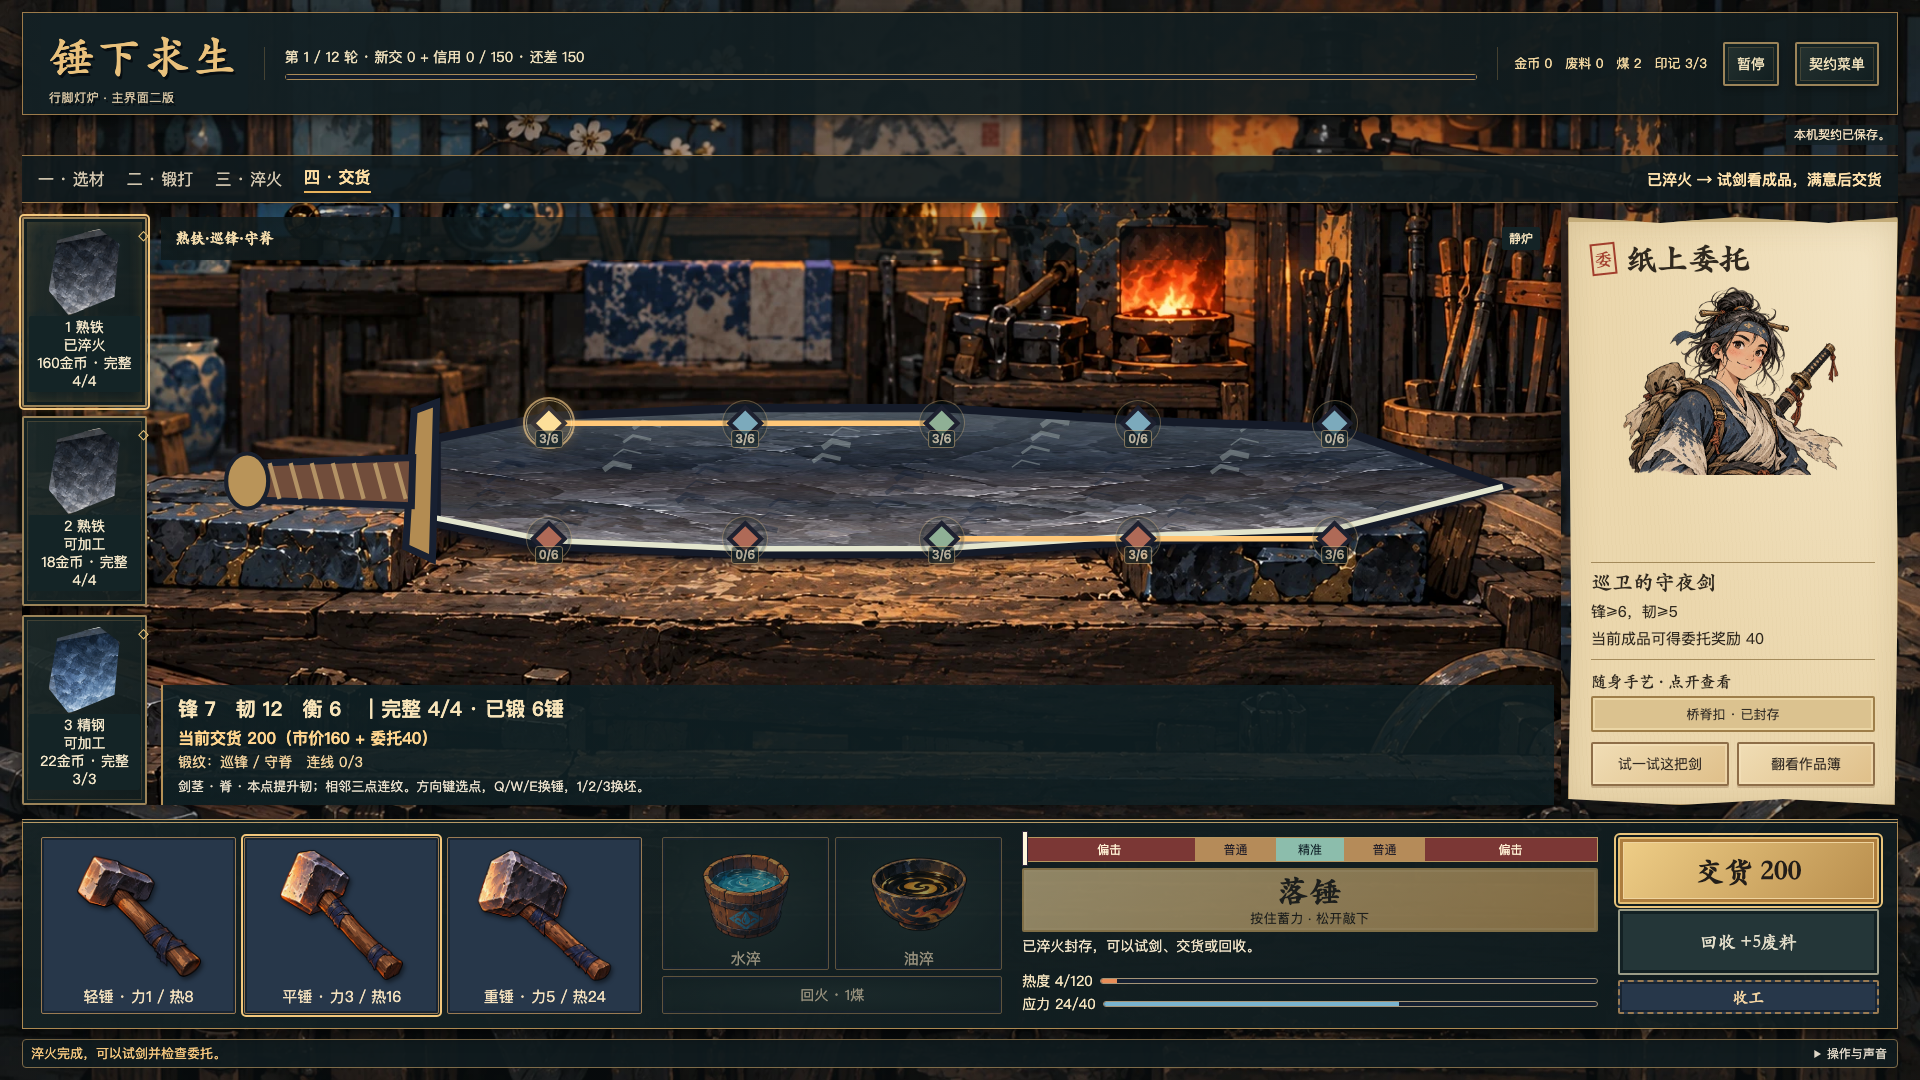 锤下求生
行脚灯炉 · 主界面二版
第 1 / 12 轮 · 新交 0 + 信用 0 / 150 · 还差 150
金币 0 废料 0 煤 2 印记 3/3
暂停
契约菜单
本机契约已保存。
一 · 选材
二 · 锻打
三 · 淬火
四 · 交货
已淬火 → 试剑看成品，满意后交货
1 熟铁
已淬火
160金币 · 完整
4/4
2 熟铁
可加工
18金币 · 完整
4/4
3 精钢
可加工
22金币 · 完整
3/3
熟铁·巡锋·守脊
静炉
3/6
3/6
3/6
0/6
0/6
0/6
0/6
3/6
3/6
3/6
锋 7 韧 12 衡 6 | 完整 4/4 · 已锻 6锤
当前交货 200（市价160 + 委托40）
锻纹：巡锋 / 守脊 连线 0/3
剑茎 · 脊 · 本点提升韧；相邻三点连纹。方向键选点，Q/W/E换锤，1/2/3换坯。
委
纸上委托
巡卫的守夜剑
锋≥6，韧≥5
当前成品可得委托奖励 40
随身手艺 · 点开查看
桥脊扣 · 已封存
试一试这把剑
翻看作品簿
轻锤 · 力1 / 热8
平锤 · 力3 / 热16
重锤 · 力5 / 热24
水淬
油淬
回火 · 1煤
偏击
普通
精准
普通
偏击
落锤
按住蓄力 · 松开敲下
已淬火封存，可以试剑、交货或回收。
热度 4/120
应力 24/40
交货 200
回收 +5废料
收工
淬火完成，可以试剑并检查委托。
▶ 操作与声音